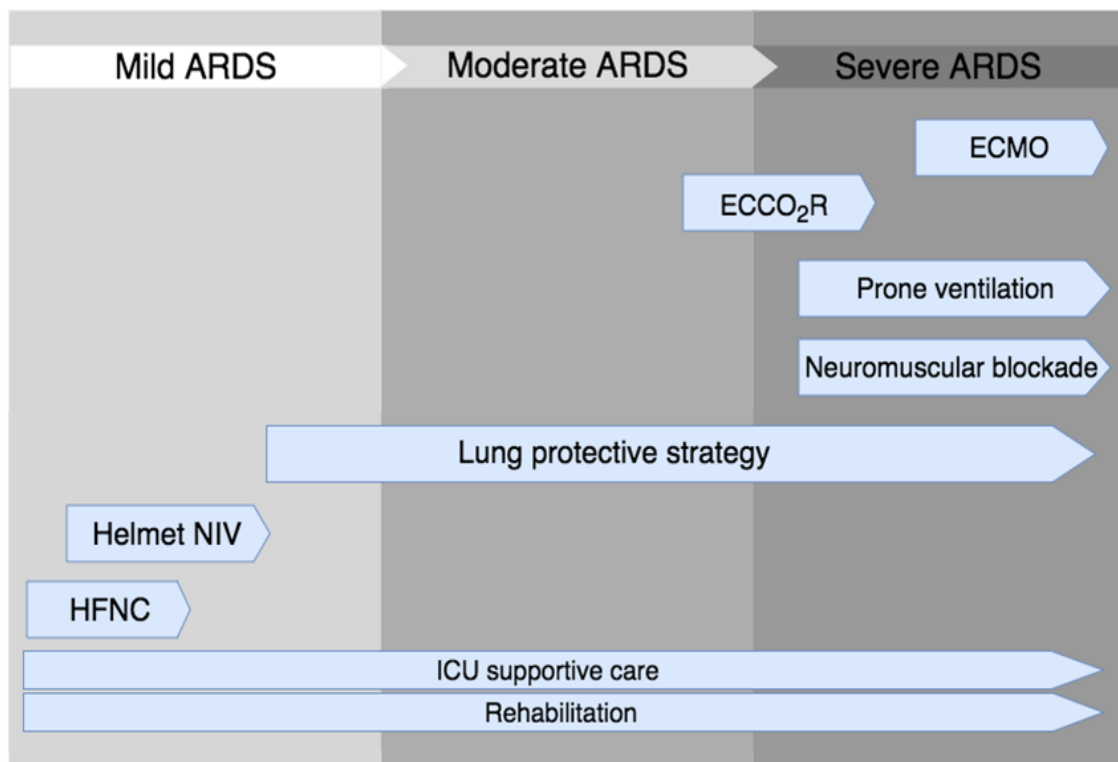 Mild ARDS
Moderate ARDS
Severe ARDS
ECMO
ECCO₂R
Prone ventilation
Neuromuscular blockade
Lung protective strategy
Helmet NIV
HFNC
ICU supportive care
Rehabilitation